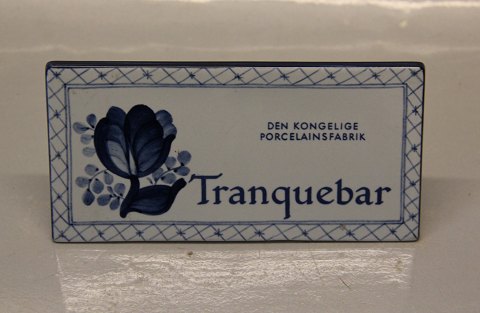 DEN KONGELIGE
PORCELAINSFABRIK
Tranquebar